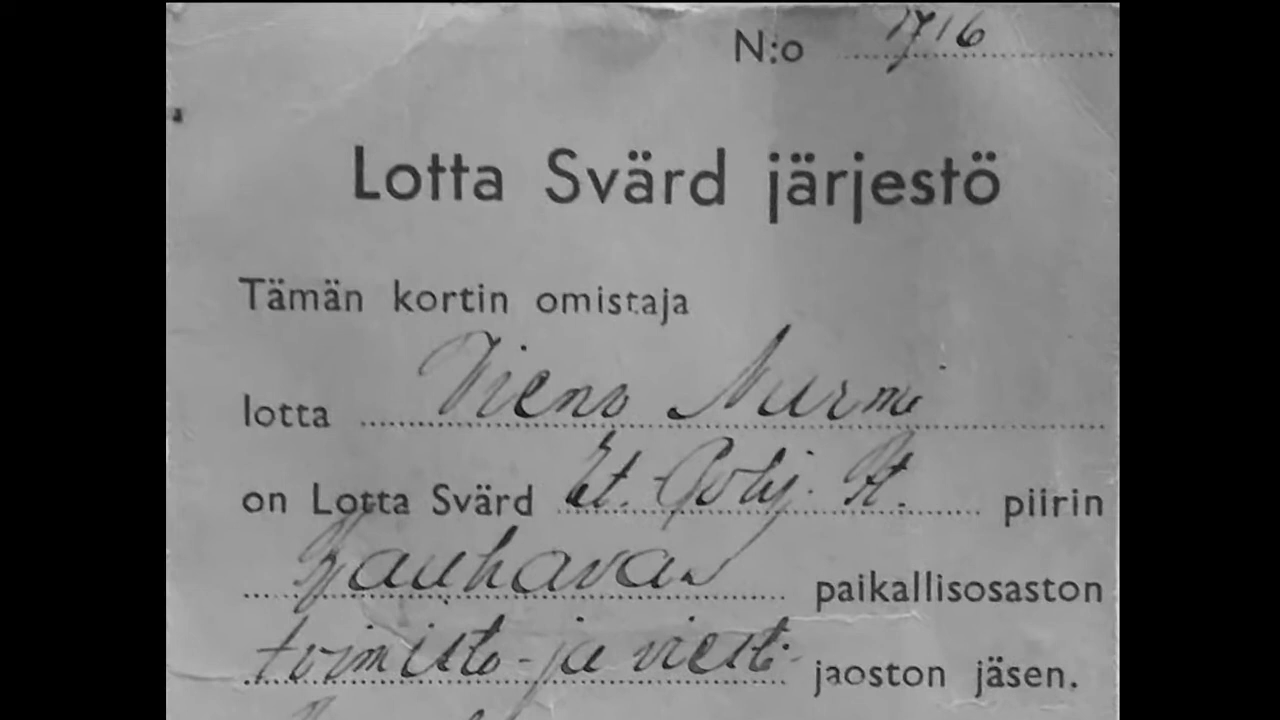 N:o 1716
Lotta Svärd järjestö
Tämän kortin omistaja
lotta Vieno Nurmi
on Lotta Svärd Et. Pohj. P. piirin
Kauhavan paikallisosaston
toimisto- ja viesti- jaoston jäsen.